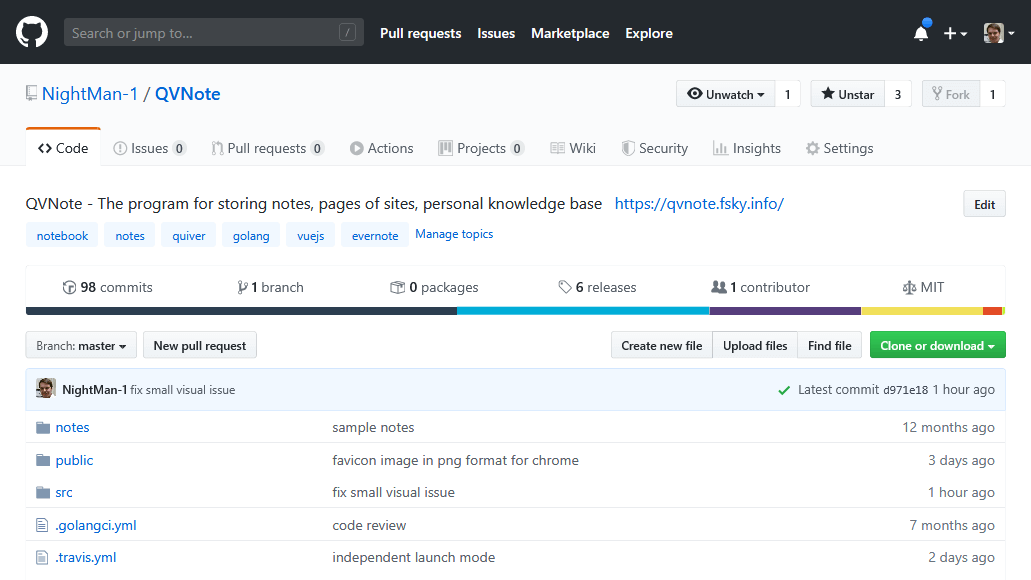 Search or jump to... / Pull requests Issues Marketplace Explore
NightMan-1 / QVNote Unwatch 1 Unstar 3 Fork 1
Code Issues 0 Pull requests 0 Actions Projects 0 Wiki Security Insights Settings
QVNote - The program for storing notes, pages of sites, personal knowledge base https://qvnote.fsky.info/ Edit
notebook notes quiver golang vuejs evernote Manage topics
98 commits 1 branch 0 packages 6 releases 1 contributor MIT
Branch: master New pull request Create new file Upload files Find file Clone or download
NightMan-1 fix small visual issue Latest commit d971e18 1 hour ago
notes sample notes 12 months ago
public favicon image in png format for chrome 3 days ago
src fix small visual issue 1 hour ago
.golangci.yml code review 7 months ago
.travis.yml independent launch mode 2 days ago